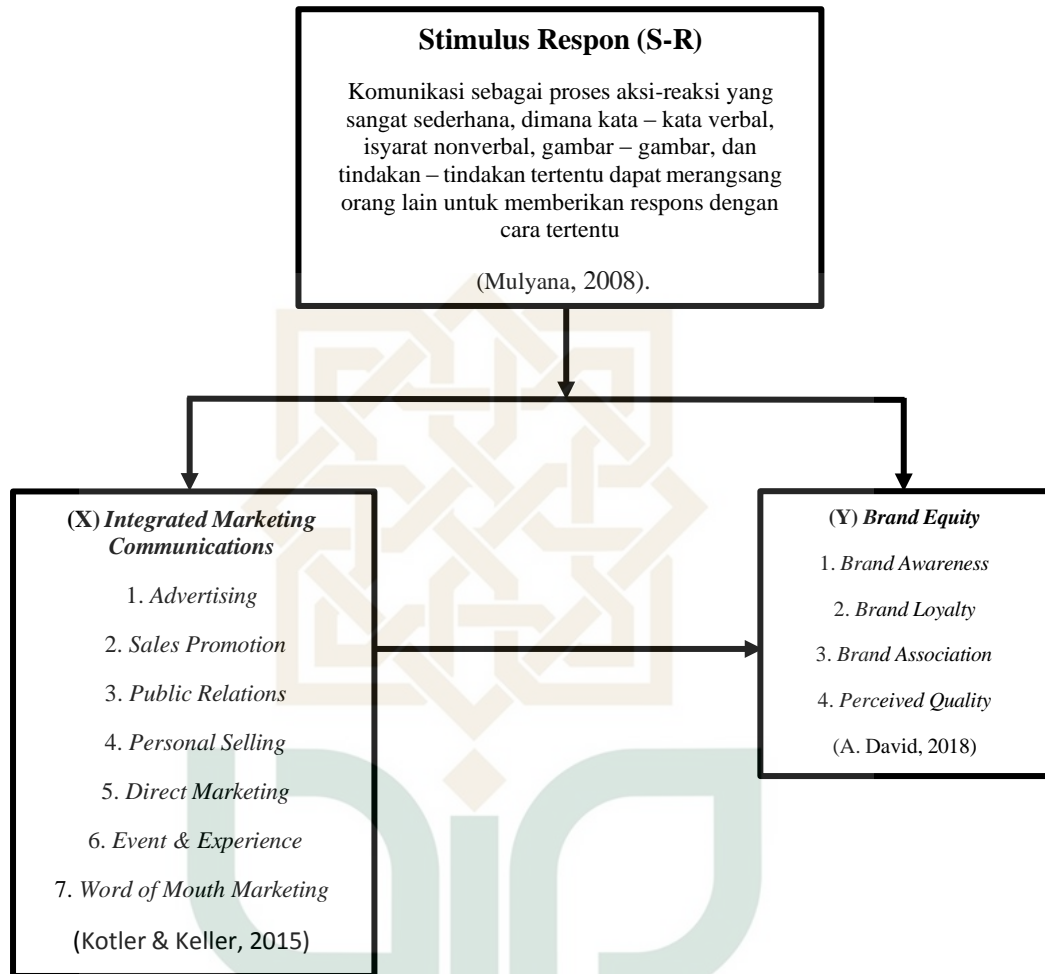 Stimulus Respon (S-R)
Komunikasi sebagai proses aksi-reaksi yang
sangat sederhana, dimana kata – kata verbal,
isyarat nonverbal, gambar – gambar, dan
tindakan – tindakan tertentu dapat merangsang
orang lain untuk memberikan respons dengan
cara tertentu
(Mulyana, 2008).
(X) Integrated Marketing
Communications
1. Advertising
2. Sales Promotion
3. Public Relations
4. Personal Selling
5. Direct Marketing
6. Event & Experience
7. Word of Mouth Marketing
(Kotler & Keller, 2015)
(Y) Brand Equity
1. Brand Awareness
2. Brand Loyalty
3. Brand Association
4. Perceived Quality
(A. David, 2018)